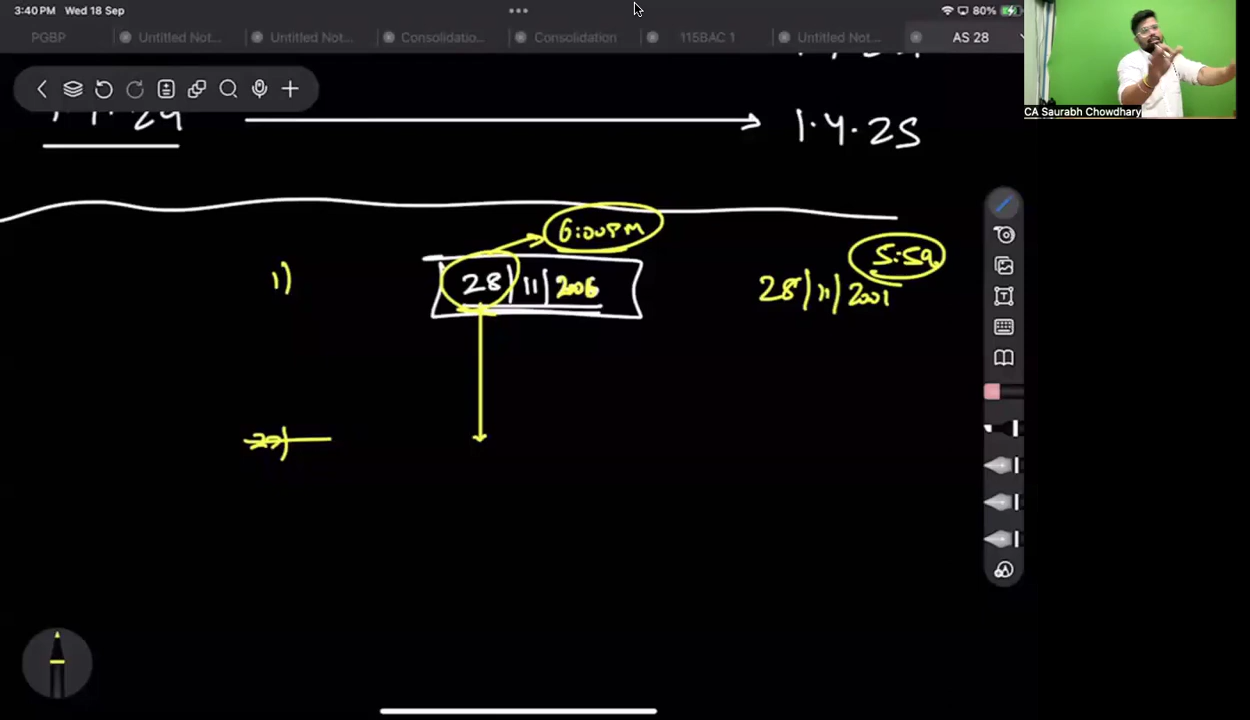 3:40 PM Wed 18 Sep
80%
PGBP
Untitled Not...
Untitled Not...
Consolidatio...
Consolidation
115BAC 1
Untitled Not...
AS 28
CA Saurabh Chowdhary
1.4.25
6:00PM
5:59
1) 28/11/2006 28/11/2001